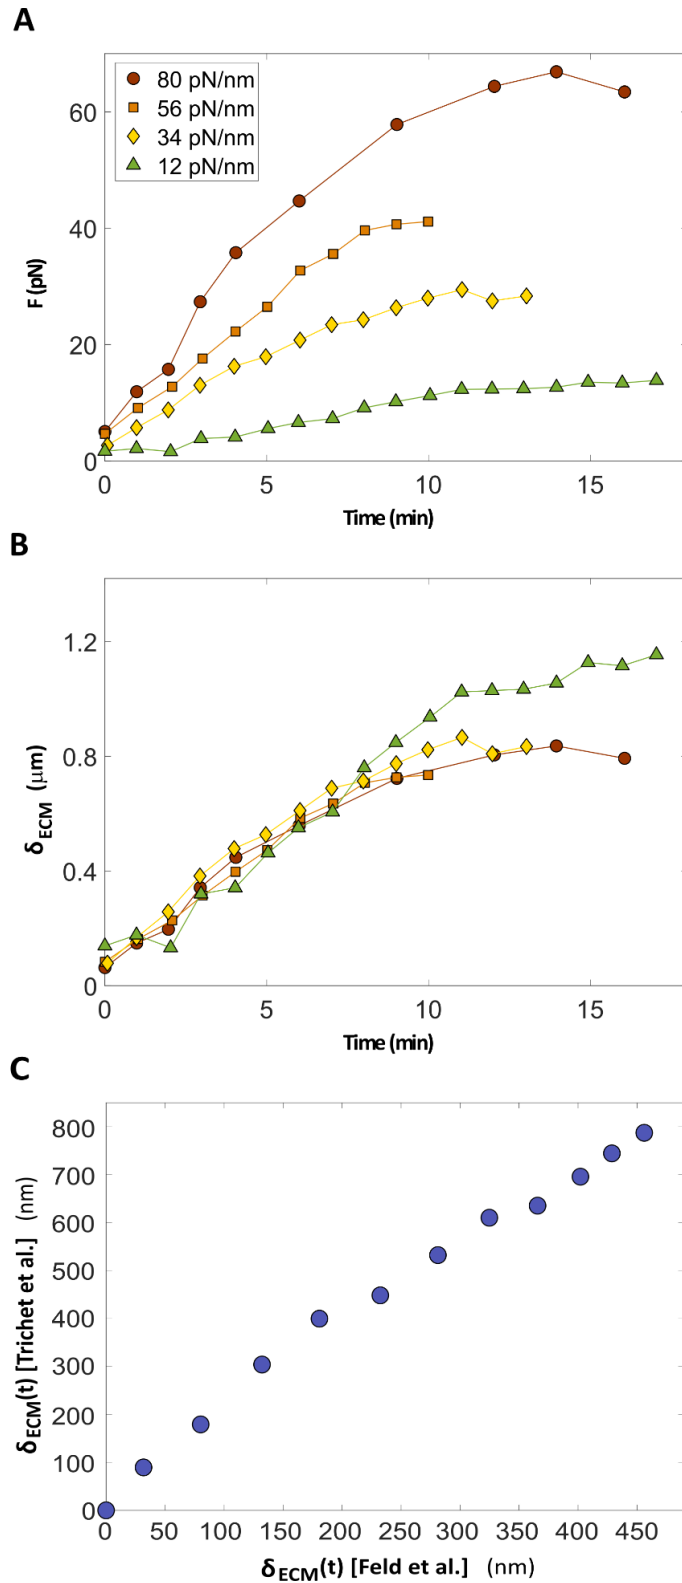 A
80 pN/nm
56 pN/nm
34 pN/nm
12 pN/nm
60
40
20
0
F (pN)
0 5 10 15
Time (min)
B
1.2
0.8
0.4
0
δECM (μm)
0 5 10 15
Time (min)
C
800
700
600
500
400
300
200
100
0
δECM(t) [Trichet et al.] (nm)
0 50 100 150 200 250 300 350 400 450
δECM(t) [Feld et al.] (nm)